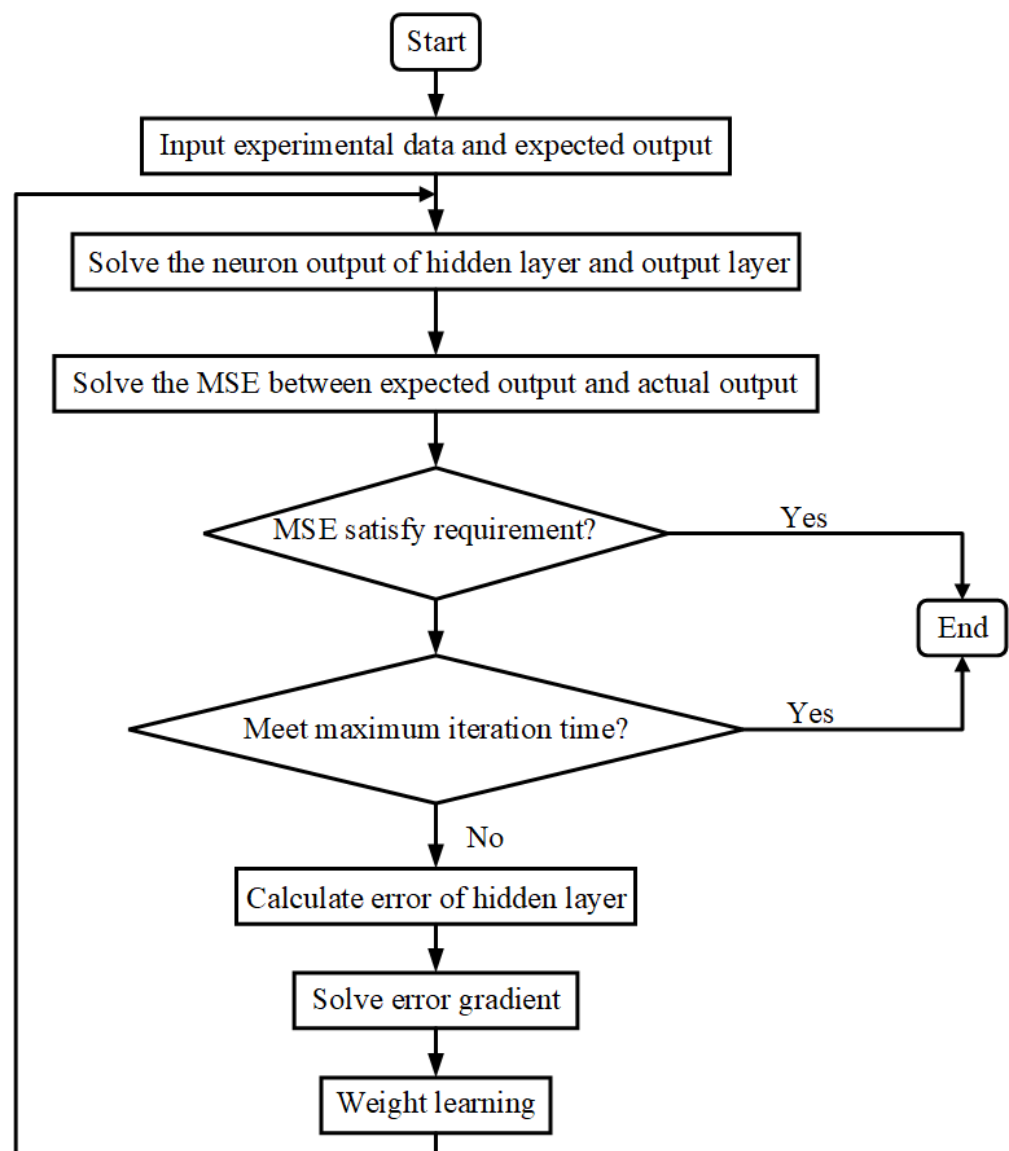 Start
Input experimental data and expected output
Solve the neuron output of hidden layer and output layer
Solve the MSE between expected output and actual output
MSE satisfy requirement?
Yes
End
Meet maximum iteration time?
Yes
No
Calculate error of hidden layer
Solve error gradient
Weight learning